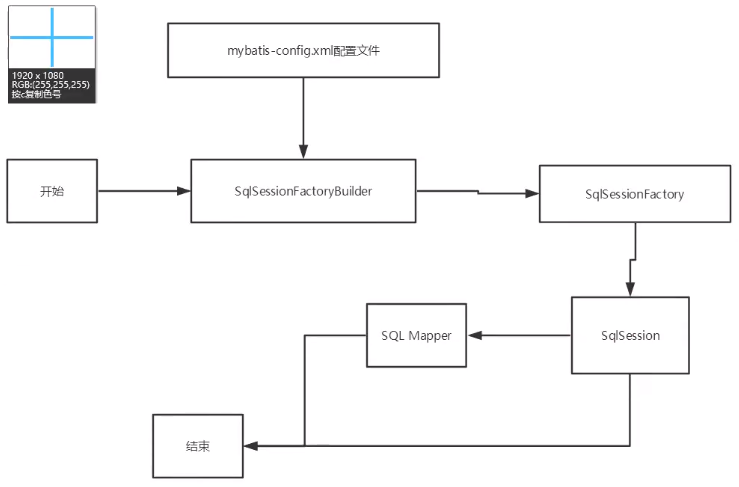 mybatis-config.xml配置文件
1920 x 1080
RGB:(255,255,255)
按c复制色号
开始
SqlSessionFactoryBuilder
SqlSessionFactory
SQL Mapper
SqlSession
结束